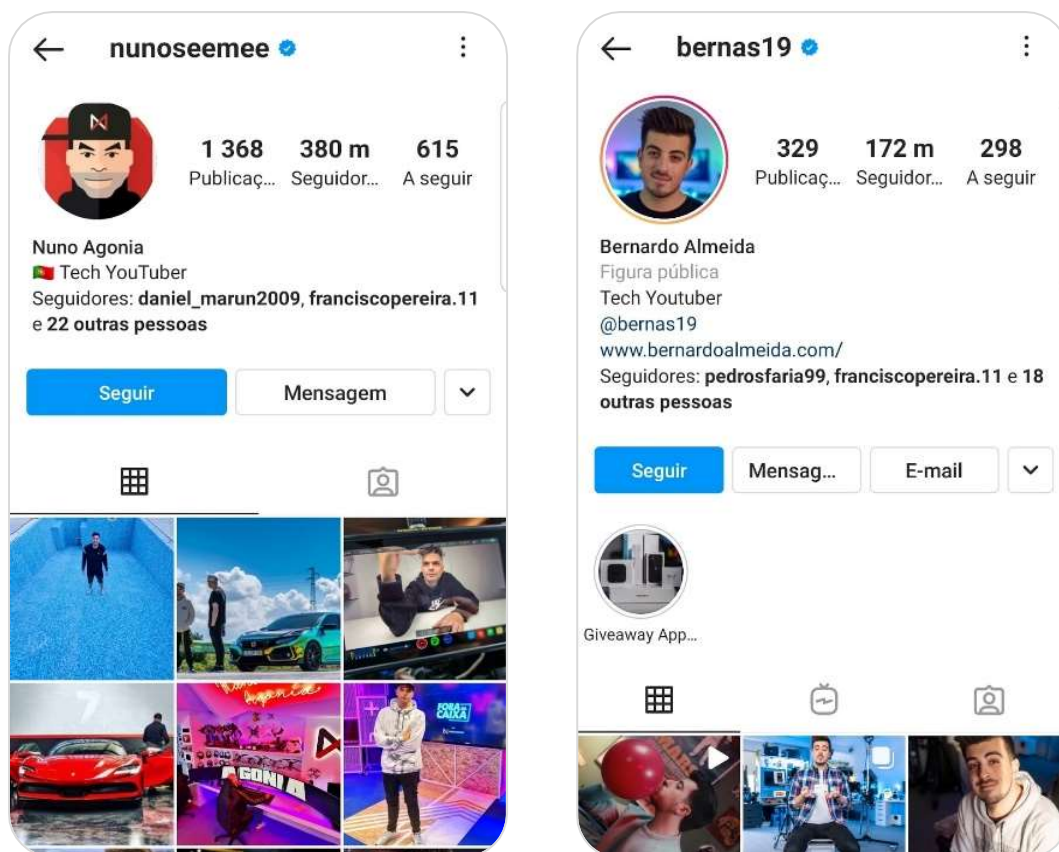 nunoseemee
1 368 380 m 615
Publicaç... Seguidor... A seguir
Nuno Agonia
🇵🇹 Tech YouTuber
Seguidores: daniel_marun2009, franciscopereira.11
e 22 outras pessoas
Seguir Mensagem
7
FORA DA
CAIXA
AGONIA
bernas19
329 172 m 298
Publicaç... Seguidor... A seguir
Bernardo Almeida
Figura pública
Tech Youtuber
@bernas19
www.bernardoalmeida.com/
Seguidores: pedrosfaria99, franciscopereira.11 e 18
outras pessoas
Seguir Mensag... E-mail
Giveaway App...